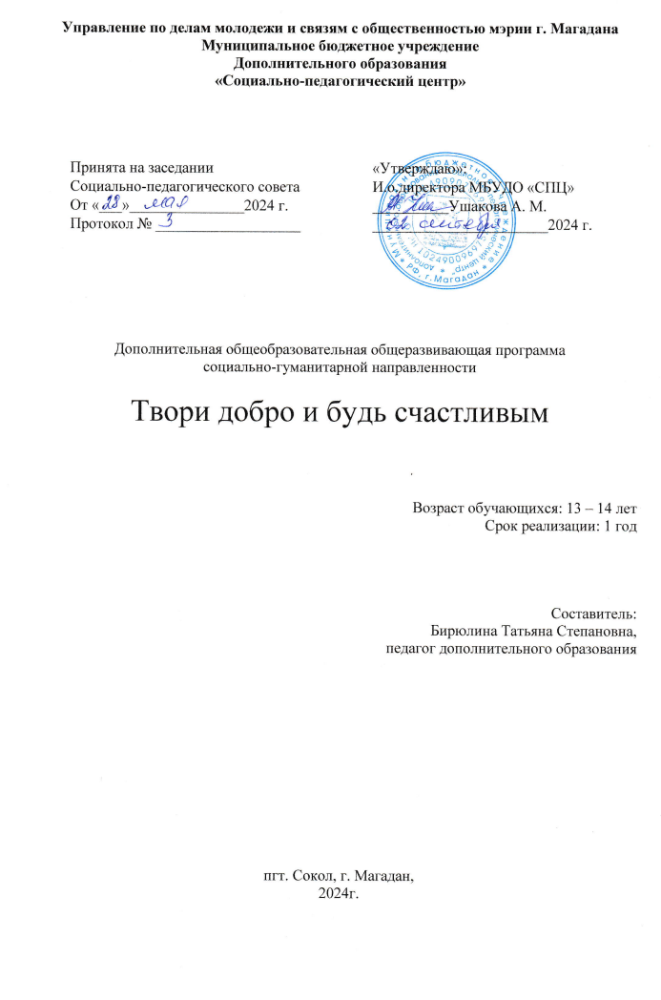 Управление по делам молодежи и связям с общественностью мэрии г. Магадана
Муниципальное бюджетное учреждение
Дополнительного образования
«Социально-педагогический центр»
Принята на заседании
Социально-педагогического совета
От «28» мая 2024 г.
Протокол № 3
«Утверждаю»:
И.о.директора МБУДО «СПЦ»
Ушакова А. М.
02 сентября 2024 г.
Дополнительная общеобразовательная общеразвивающая программа
социально-гуманитарной направленности
Твори добро и будь счастливым
Возраст обучающихся: 13 – 14 лет
Срок реализации: 1 год
Составитель:
Бирюлина Татьяна Степановна,
педагог дополнительного образования
пгт. Сокол, г. Магадан,
2024г.